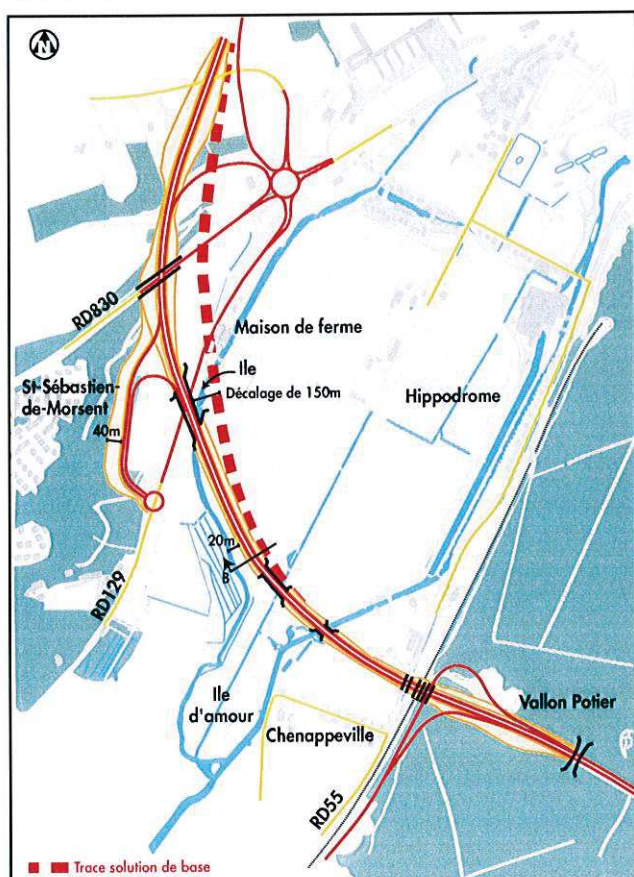 N
RD830
Maison de ferme
Ile
Décalage de 150m
St-Sébastien-
de-Morsent
40m
Hippodrome
20m
B
RD129
Ile
d'amour
Chenappeville
Vallon Potier
RD55
Trace solution de base